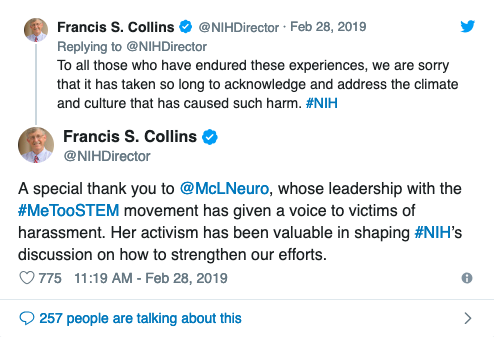 Francis S. Collins @NIHDirector · Feb 28, 2019
Replying to @NIHDirector
To all those who have endured these experiences, we are sorry
that it has taken so long to acknowledge and address the climate
and culture that has caused such harm. #NIH
Francis S. Collins
@NIHDirector
A special thank you to @McLNeuro, whose leadership with the
#MeTooSTEM movement has given a voice to victims of
harassment. Her activism has been valuable in shaping #NIH’s
discussion on how to strengthen our efforts.
775 11:19 AM - Feb 28, 2019
257 people are talking about this